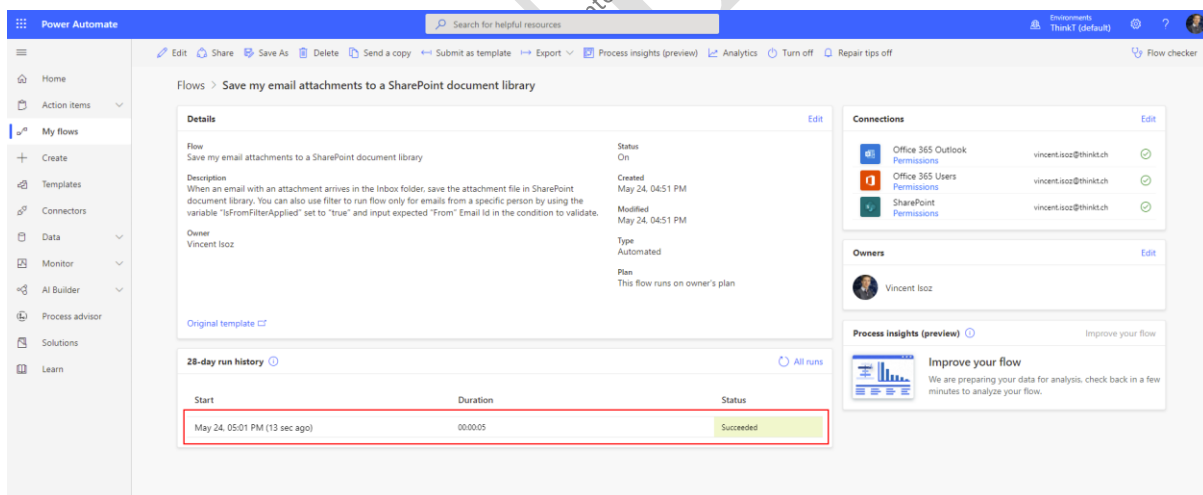 Power Automate
Search for helpful resources
Environments
ThinkT (default)
?
Edit Share Save As Delete Send a copy Submit as template Export Process insights (preview) Analytics Turn off Repair tips off Flow checker
Home
Action items
My flows
Create
Templates
Connectors
Data
Monitor
AI Builder
Process advisor
Solutions
Learn
Flows > Save my email attachments to a SharePoint document library
Details Edit
Flow
Save my email attachments to a SharePoint document library
Description
When an email with an attachment arrives in the Inbox folder, save the attachment file in SharePoint
document library. You can also use filter to run flow only for emails from a specific person by using the
variable "IsFromFilterApplied" set to "true" and input expected "From" Email Id in the condition to validate.
Owner
Vincent Isoz
Status
On
Created
May 24, 04:51 PM
Modified
May 24, 04:51 PM
Type
Automated
Plan
This flow runs on owner's plan
Original template
28-day run history All runs
Start Duration Status
May 24, 05:01 PM (13 sec ago) 00:00:05 Succeeded
Connections Edit
Office 365 Outlook vincent.isoz@thinkt.ch
Permissions
Office 365 Users vincent.isoz@thinkt.ch
Permissions
SharePoint vincent.isoz@thinkt.ch
Permissions
Owners Edit
Vincent Isoz
Process insights (preview) Improve your flow
Improve your flow
We are preparing your data for analysis. check back in a few
minutes to analyze your flow.